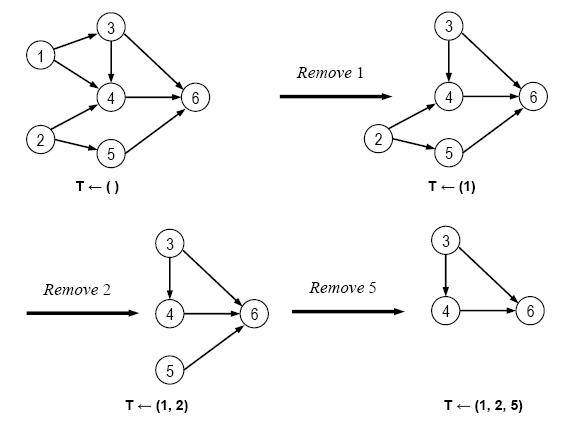 3
1
4
6
2
5
T ← ( )
Remove 1
3
4
6
2
5
T ← (1)
Remove 2
3
4
6
5
T ← (1, 2)
Remove 5
3
4
6
T ← (1, 2, 5)